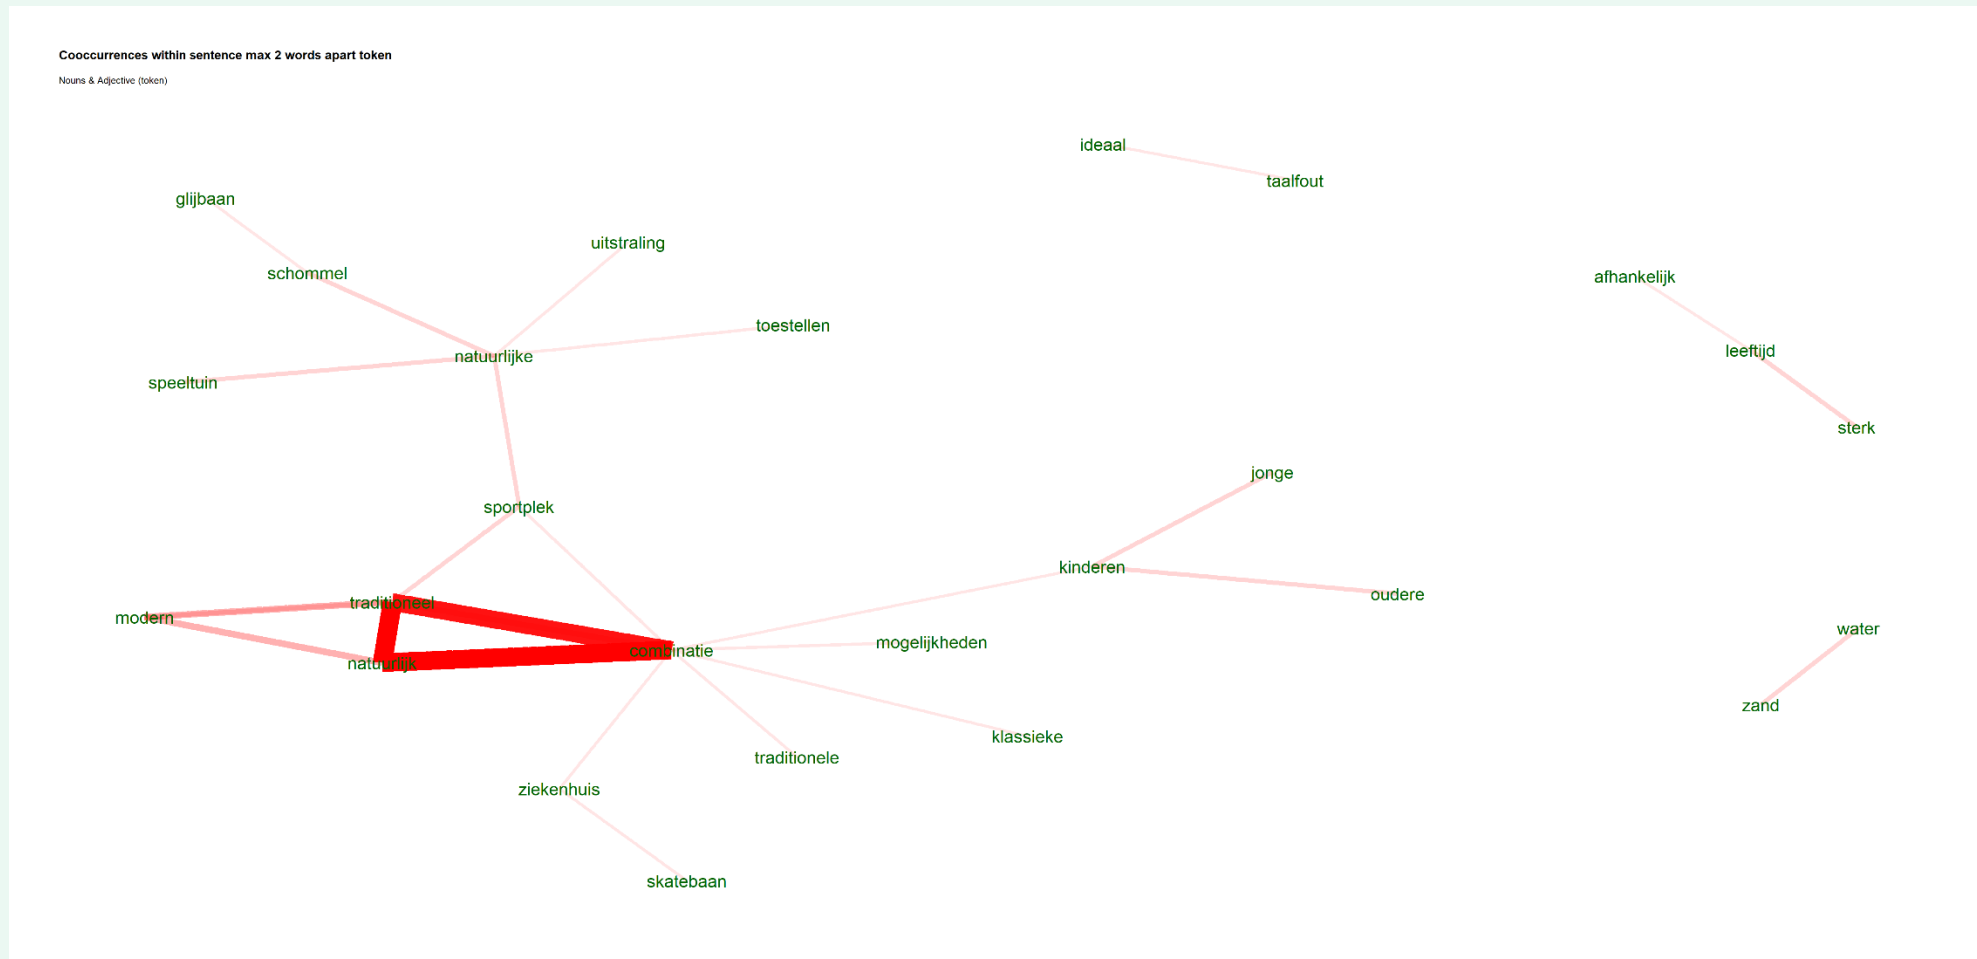 Cooccurrences within sentence max 2 words apart token
Nouns & Adjective (token)
ideaal
taalfout
glijbaan
uitstraling
schommel
afhankelijk
toestellen
leeftijd
natuurlijke
speeltuin
sterk
jonge
sportplek
kinderen
oudere
traditioneel
modern
water
mogelijkheden
combinatie
natuurlijk
zand
klassieke
traditionele
ziekenhuis
skatebaan